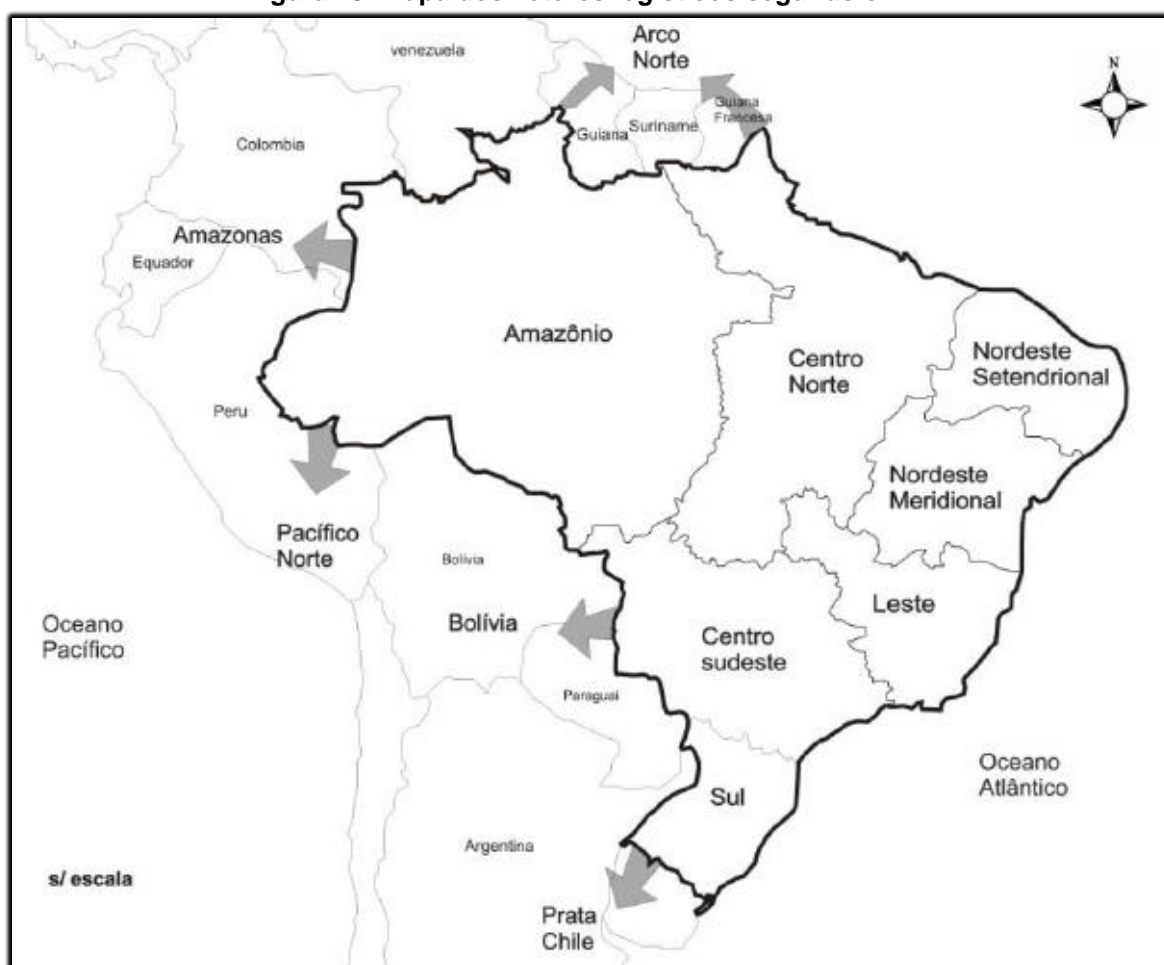 venezuela
Arco
Norte
N
Guiana
Francesa
Suriname
Guiana
Colombia
Amazonas
Equador
Amazônio
Centro
Norte
Nordeste
Setendrional
Peru
Nordeste
Meridional
Pacífico
Norte
Bolívia
Bolívia
Leste
Oceano
Pacífico
Centro
sudeste
Paraguai
Oceano
Atlântico
Sul
Argentina
s/ escala
Prata
Chile